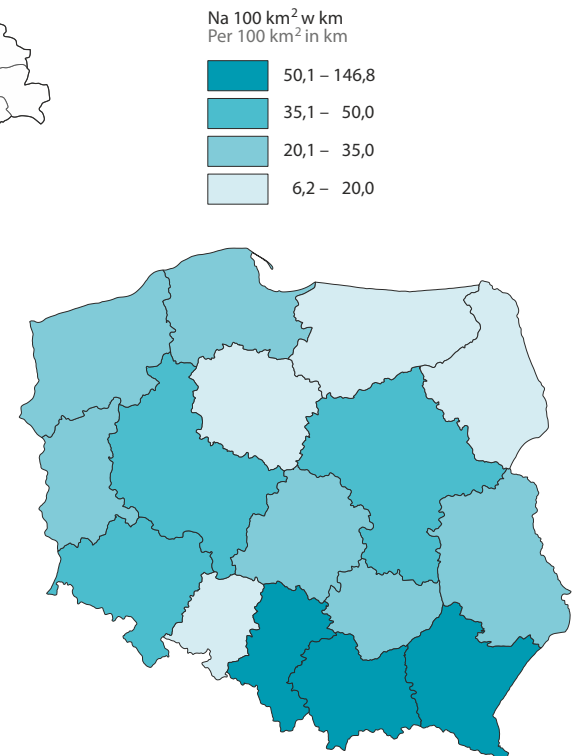 Na 100 km² w km
Per 100 km² in km
50,1 – 146,8
35,1 – 50,0
20,1 – 35,0
6,2 – 20,0